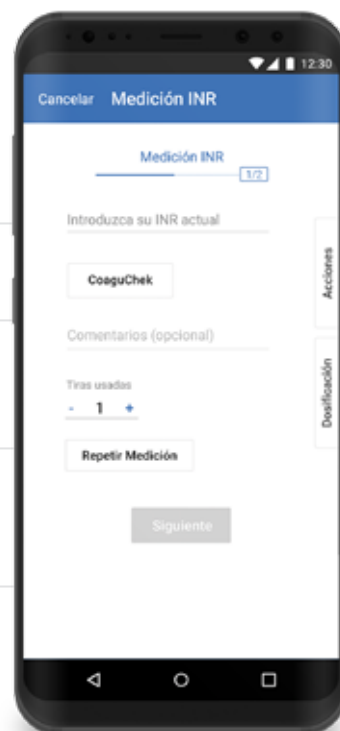 12:30
Cancelar Medición INR
Medición INR
1/2
Introduzca su INR actual
CoaguChek
Acciones
Comentarios (opcional)
Dosificación
Tiras usadas
- 1 +
Repetir Medición
Siguiente